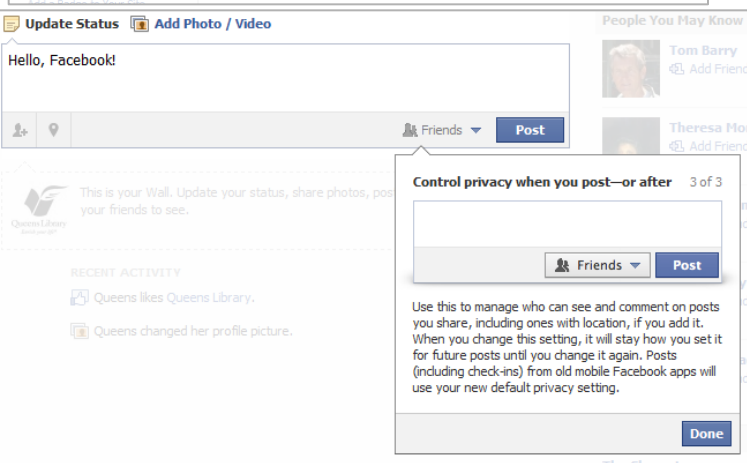 Add a Badge to Your Site
Update Status Add Photo / Video
People You May Know
Hello, Facebook!
Tom Barry
Add Friend
Friends Post
Theresa
Add Friend
Control privacy when you post—or after 3 of 3
This is your Wall. Update your status, share photos,
your friends to see.
Queens Library
Friends Post
RECENT ACTIVITY
Queens likes Queens Library.
Queens changed her profile picture.
Use this to manage who can see and comment on posts
you share, including ones with location, if you add it.
When you change this setting, it will stay how you set it
for future posts until you change it again. Posts
(including check-ins) from old mobile Facebook apps will
use your new default privacy setting.
Done